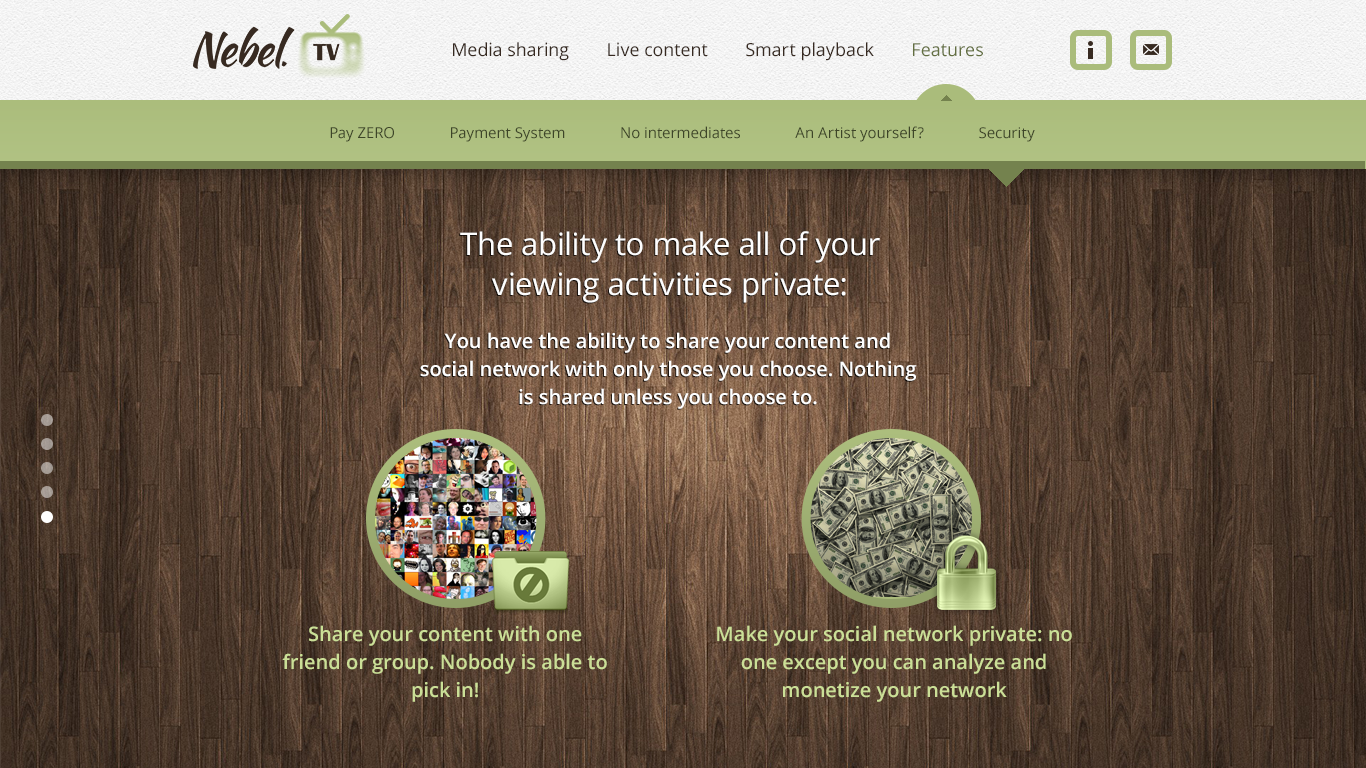 Nebel. TV
Media sharing
Live content
Smart playback
Features
Pay ZERO
Payment System
No intermediates
An Artist yourself?
Security
The ability to make all of your
viewing activities private:
You have the ability to share your content and
social network with only those you choose. Nothing
is shared unless you choose to.
Share your content with one
friend or group. Nobody is able to
pick in!
Make your social network private: no
one except you can analyze and
monetize your network